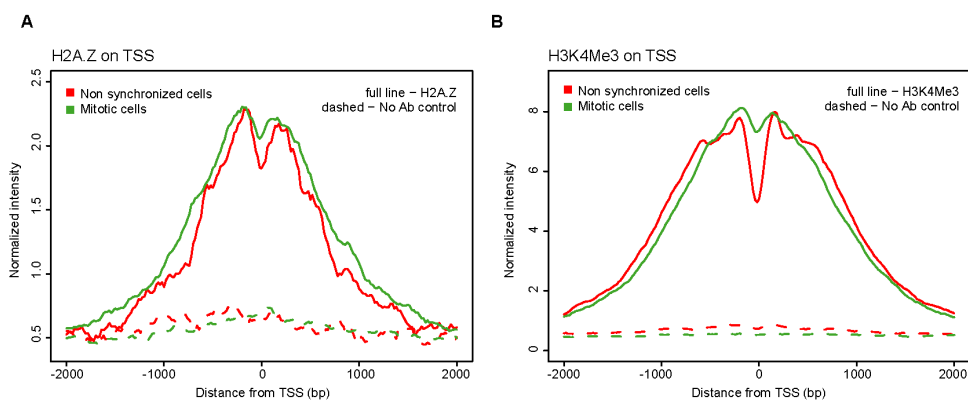 A
H2A.Z on TSS
Non synchronized cells
Mitotic cells
full line – H2A.Z
dashed – No Ab control
Normalized intensity
2.5
2.0
1.5
1.0
0.5
-2000
-1000
0
1000
2000
Distance from TSS (bp)
B
H3K4Me3 on TSS
Non synchronized cells
Mitotic cells
full line – H3K4Me3
dashed – No Ab control
Normalized intensity
8
6
4
2
0
-2000
-1000
0
1000
2000
Distance from TSS (bp)